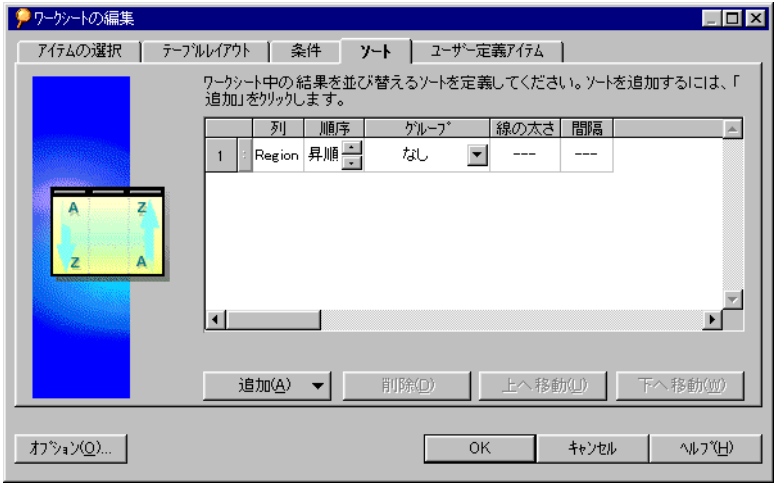 ワークシートの編集
アイテムの選択 テーブルレイアウト 条件 ソート ユーザー定義アイテム
ワークシート中の結果を並び替えるソートを定義してください。ソートを追加するには、「
追加」をクリックします。
列 順序 グループ 線の太さ 間隔
1 Region 昇順 なし --- ---
A Z
Z A
追加(A) 削除(D) 上へ移動(U) 下へ移動(W)
オプション(O)... OK キャンセル ヘルプ(H)